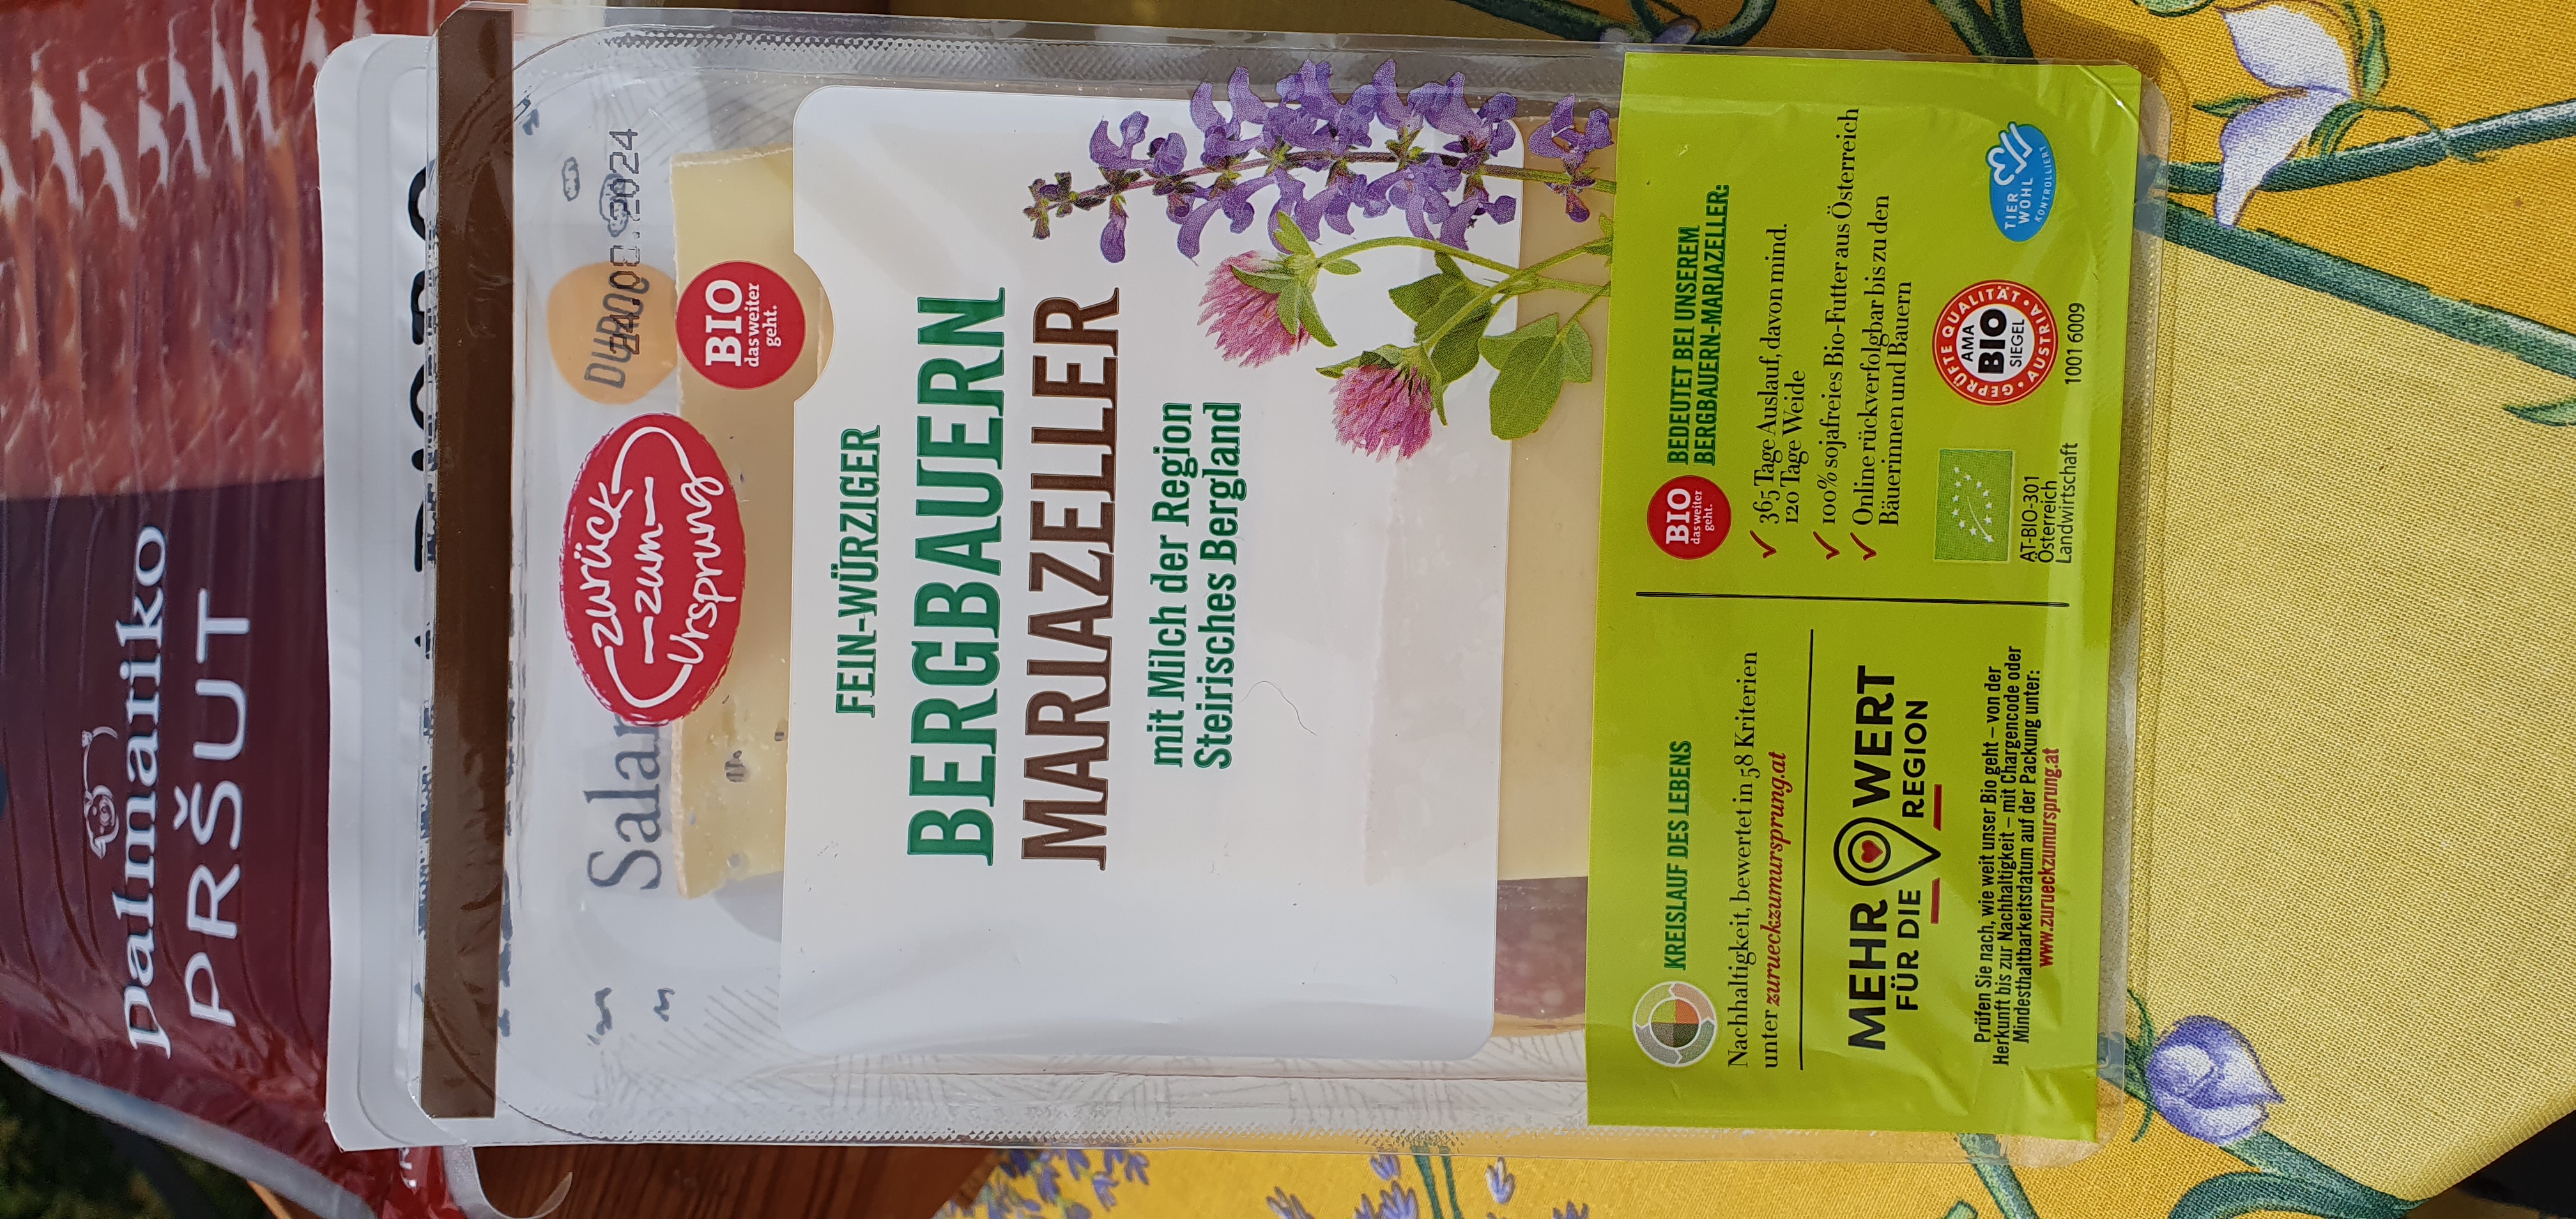 Dalmatiko
PRŠUT
zurück
zum
Ursprung
BIO
das weiter
geht.
FEIN-WÜRZIGER
BERGBAUERN
MARIAZELLER
mit Milch der Region
Steirisches Bergland
KREISLAUF DES LEBENS
Nachhaltigkeit, bewertet in 58 Kriterien
unter zurueckzumursprung.at
MEHR WERT
FÜR DIE REGION
Prüfen Sie nach, wie weit unser Bio geht – von der
Herkunft bis zur Nachhaltigkeit – mit Chargencode oder
Mindesthaltbarkeitsdatum auf der Packung unter:
www.zurueckzumursprung.at
BIO
das weiter
geht.
BEDEUTET BEI UNSEREM
BERGBAUERN-MARIAZELLER:
✓ 365 Tage Auslauf, davon mind.
120 Tage Weide
✓ 100% sojafreies Bio-Futter aus Österreich
✓ Online rückverfolgbar bis zu den
Bäuerinnen und Bauern
AT-BIO-301
Österreich
Landwirtschaft
GEPRÜFTE QUALITÄT • AUSTRIA •
AMA
BIO
SIEGEL
10016009
TIER
WOHL
KONTROLLIERT